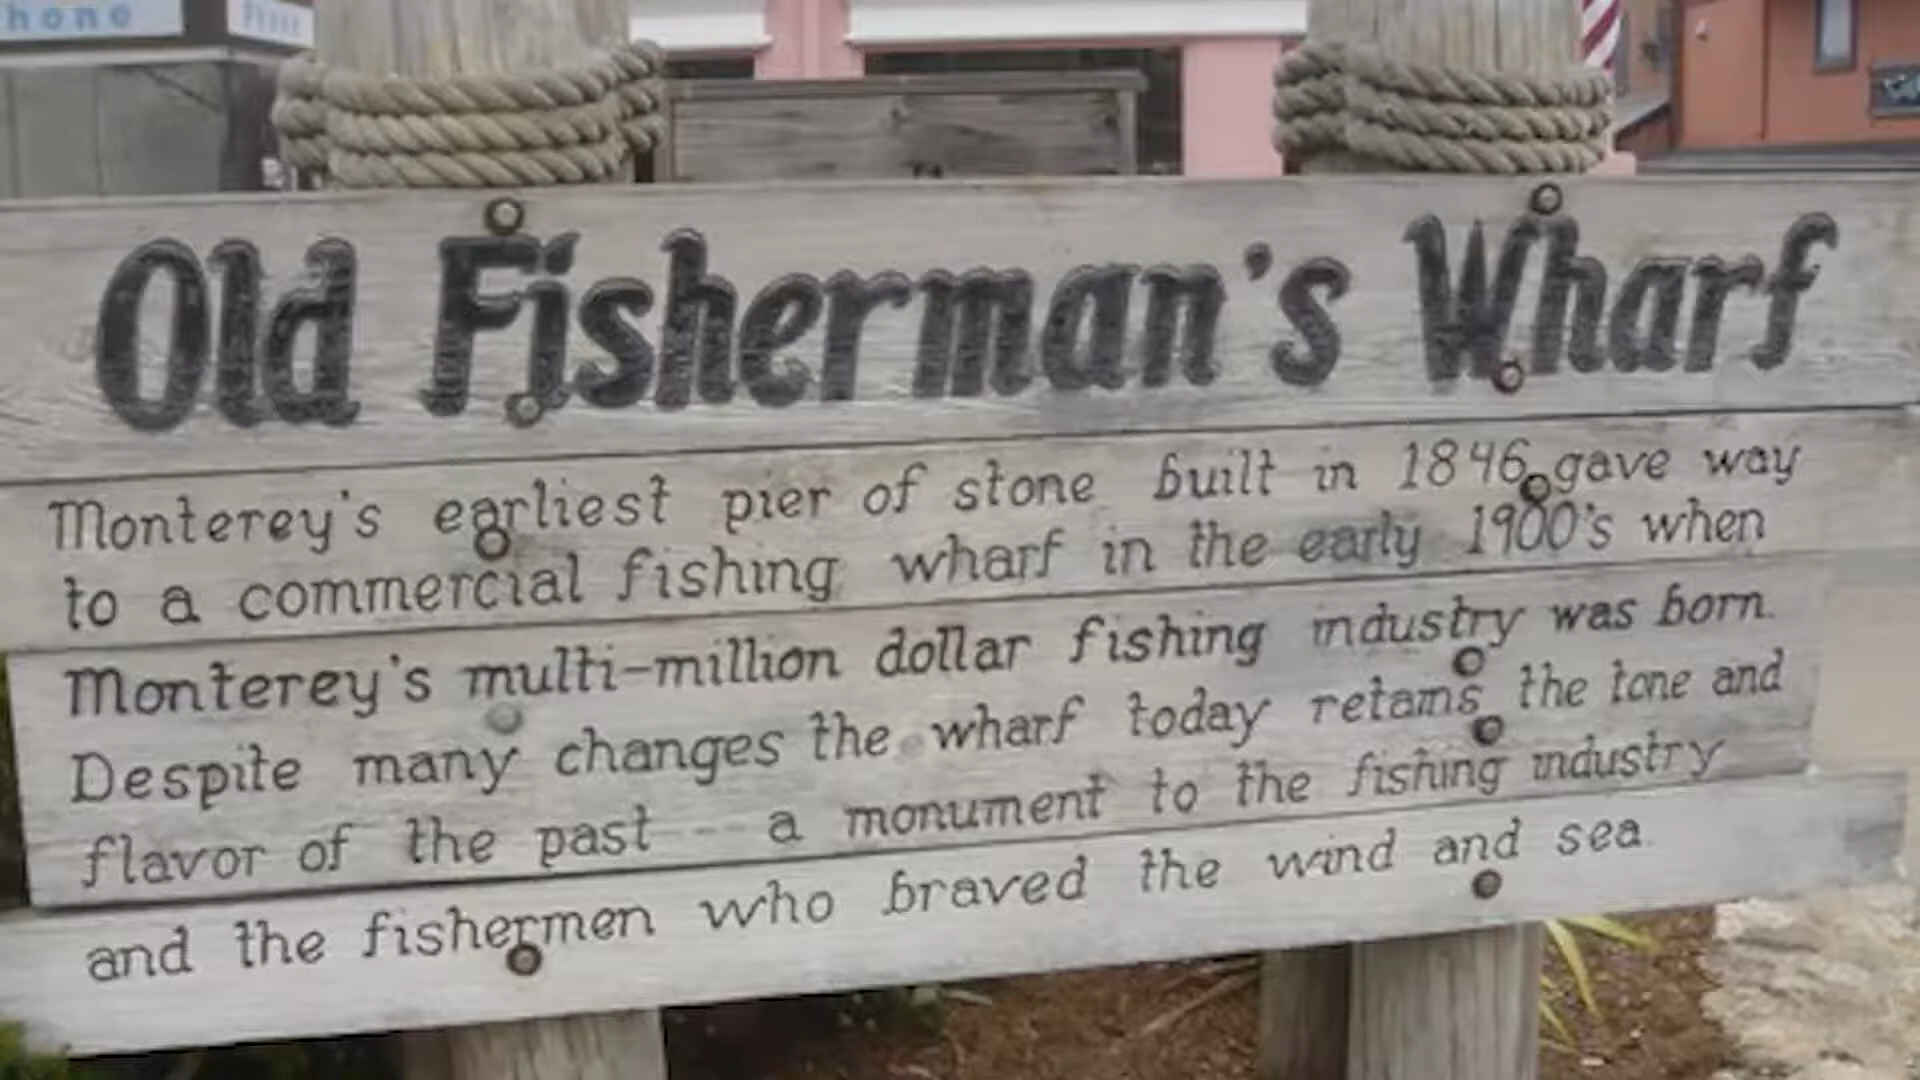 hone
Phone
Old Fisherman's Wharf
Monterey's earliest pier of stone built in 1846, gave way
to a commercial fishing wharf in the early 1900's when
Monterey's multi-million dollar fishing industry was born.
Despite many changes the wharf today retains the tone and
flavor of the past --- a monument to the fishing industry
and the fishermen who braved the wind and sea.